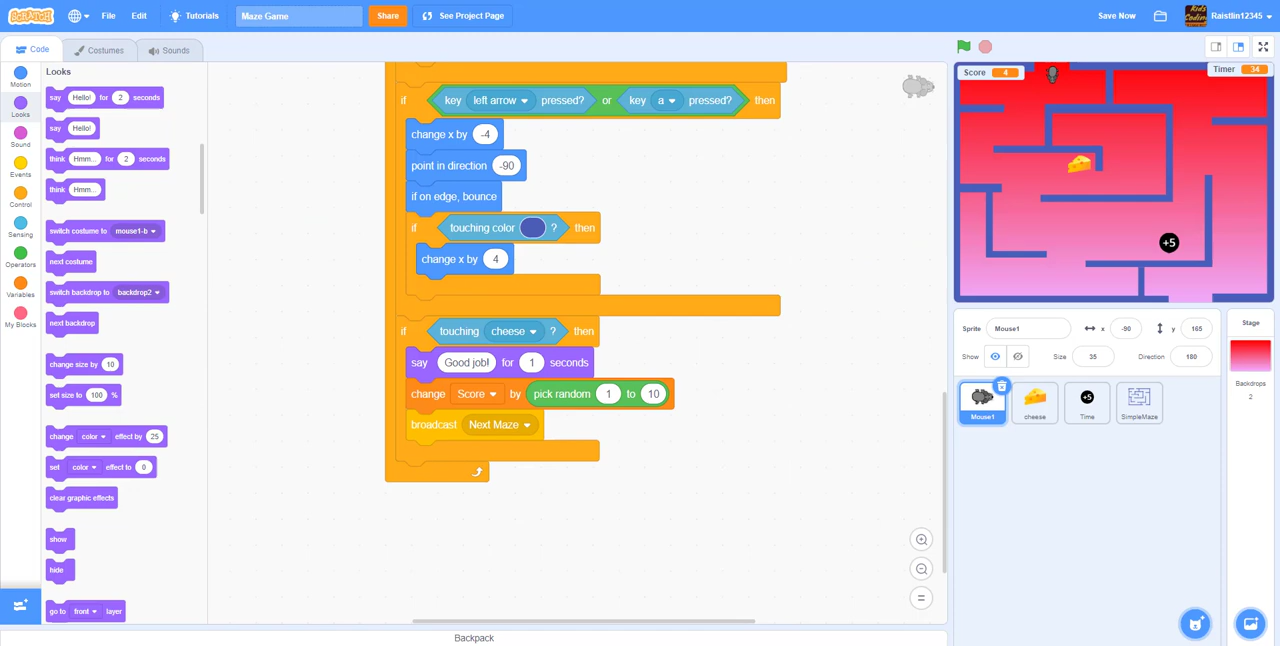 SCRATCH File Edit Tutorials Maze Game Share See Project Page Save Now Raistlin12345
Code Costumes Sounds
Motion
Looks
Sound
Events
Control
Sensing
Operators
Variables
My Blocks
Looks
say Hello! for 2 seconds
say Hello!
think Hmm... for 2 seconds
think Hmm...
switch costume to mouse1-b
next costume
switch backdrop to backdrop2
next backdrop
change size by 10
set size to 100 %
change color effect by 25
set color effect to 0
clear graphic effects
show
hide
go to front layer
if key left arrow pressed? or key a pressed? then
change x by -4
point in direction -90
if on edge, bounce
if touching color ? then
change x by 4
if touching cheese ? then
say Good job! for 1 seconds
change Score by pick random 1 to 10
broadcast Next Maze
Backpack
Score 4
Timer 34
+5
Sprite Mouse1 x -90 y 165
Show Size 35 Direction 180
Mouse1
cheese
+5
Time
SimpleMaze
Stage
Backdrops
2